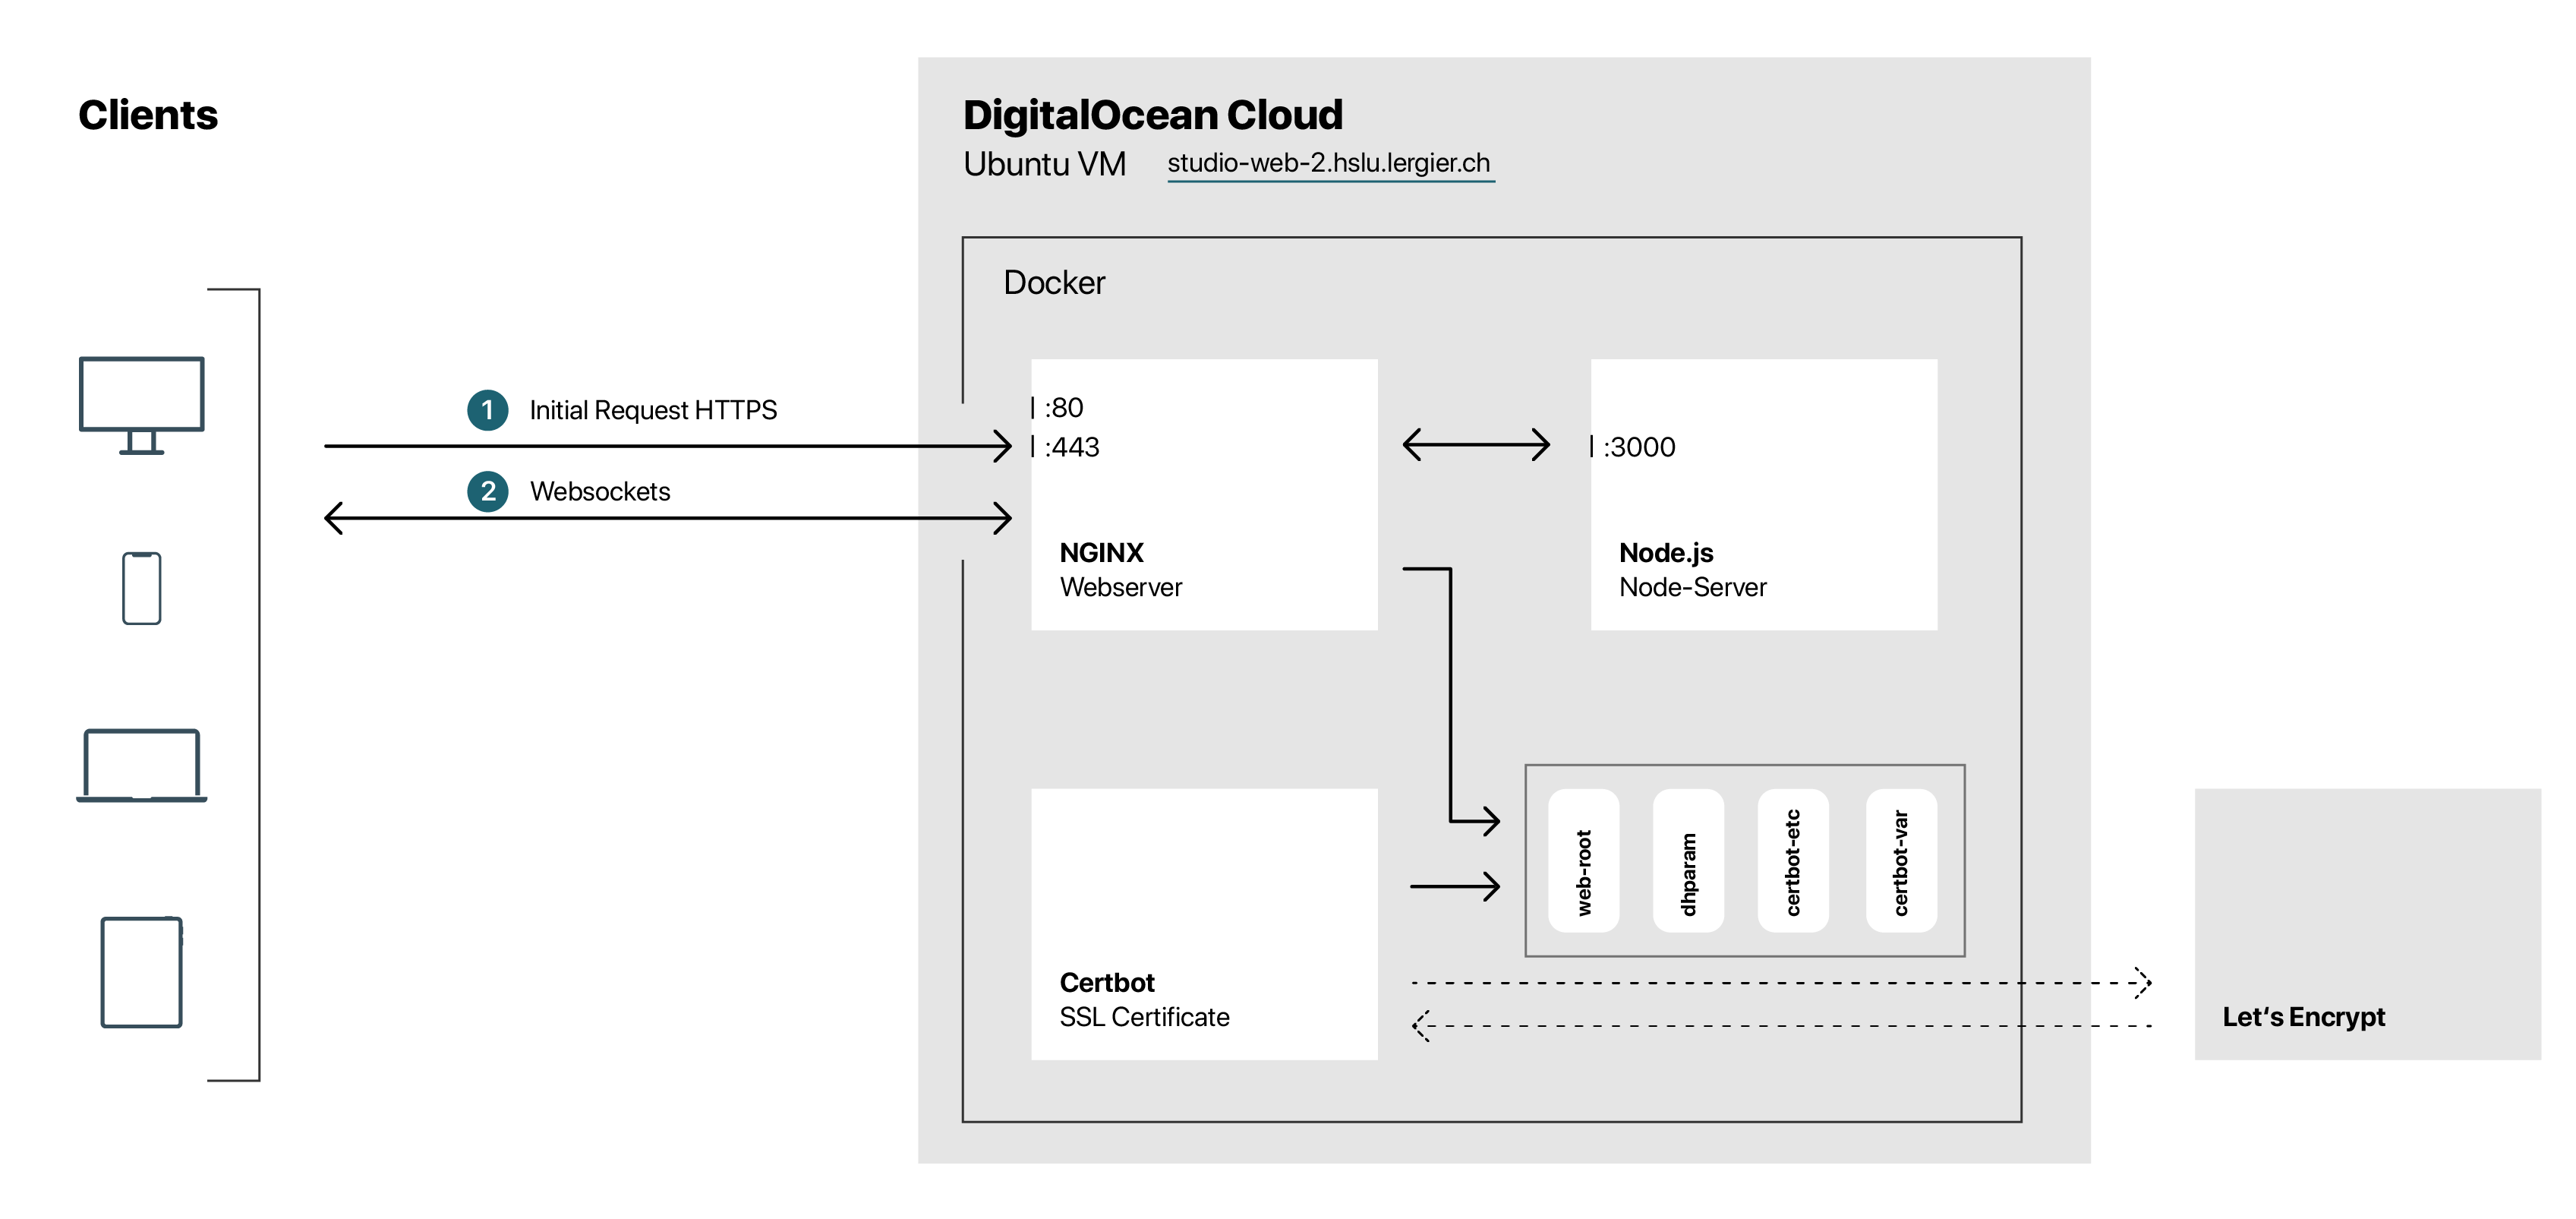 Clients
DigitalOcean Cloud
Ubuntu VM studio-web-2.hslu.lergier.ch
Docker
1 Initial Request HTTPS
2 Websockets
:80
:443
NGINX
Webserver
:3000
Node.js
Node-Server
Certbot
SSL Certificate
web-root
dhparam
certbot-etc
certbot-var
Let‘s Encrypt